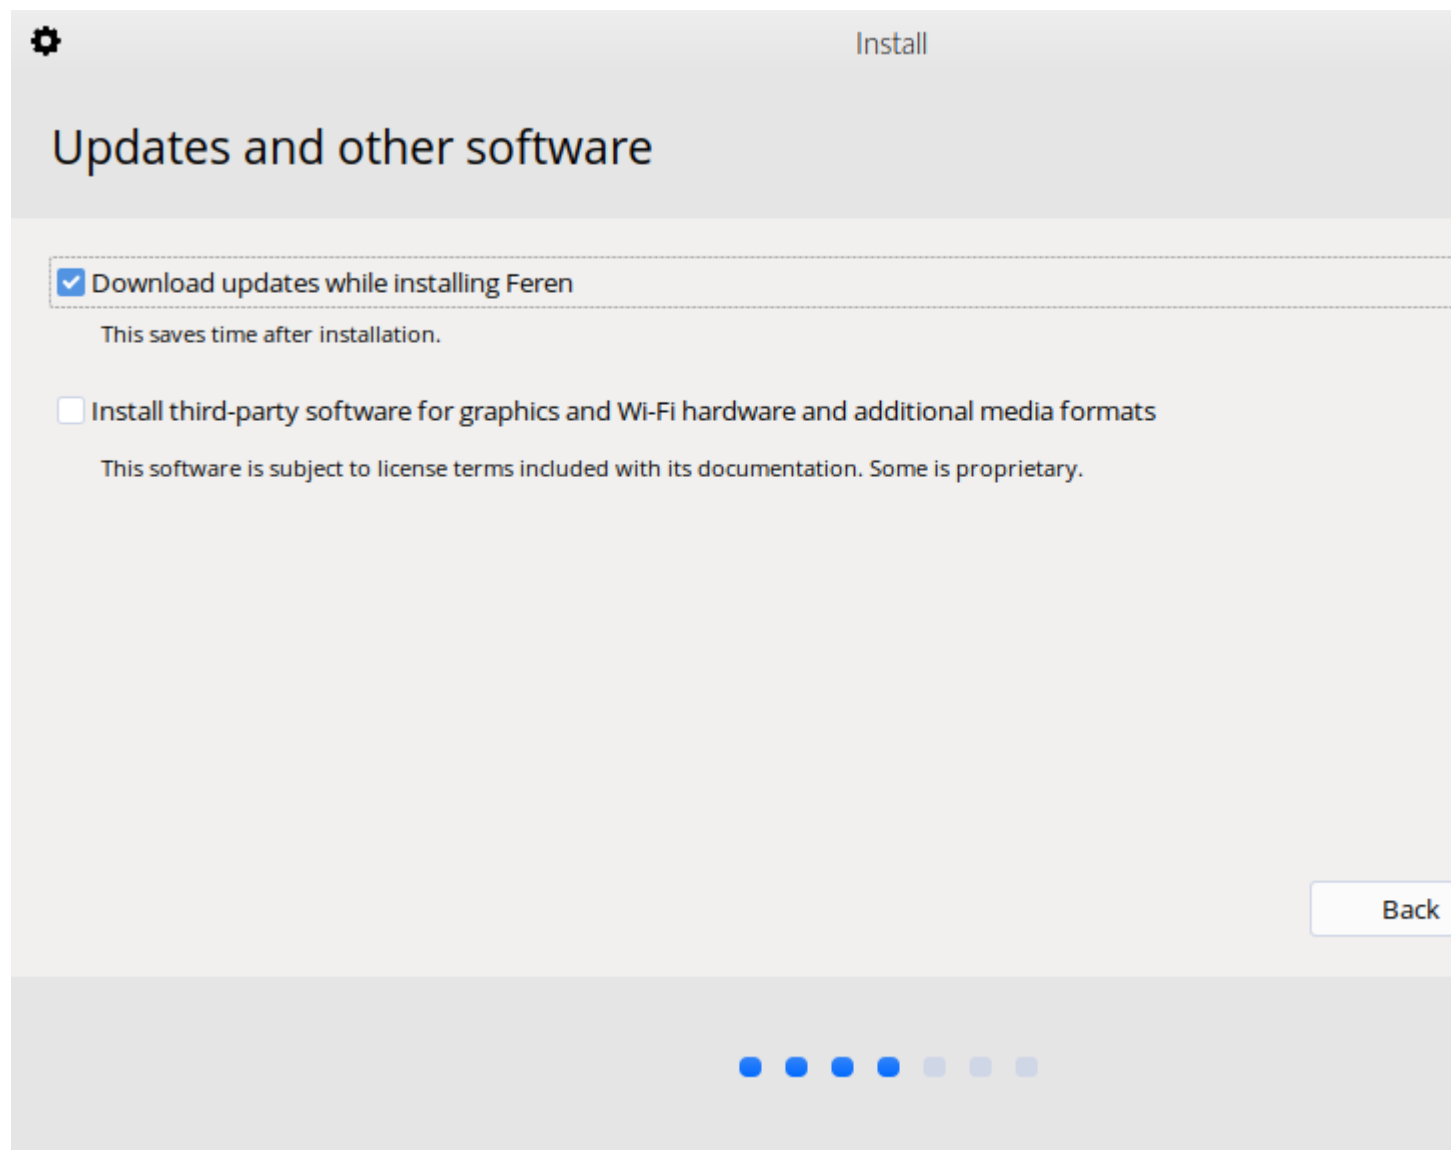 Install
Updates and other software
Download updates while installing Feren
This saves time after installation.
Install third-party software for graphics and Wi-Fi hardware and additional media formats
This software is subject to license terms included with its documentation. Some is proprietary.
Back